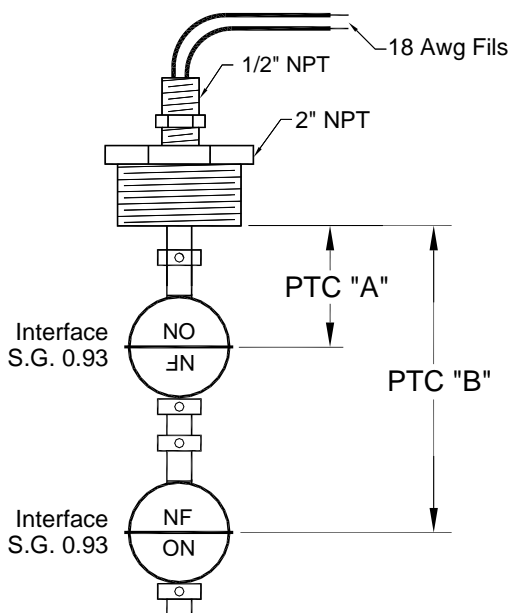 18 Awg Fils
1/2" NPT
2" NPT
PTC "A"
Interface
S.G. 0.93
NO
NF
PTC "B"
Interface
S.G. 0.93
NF
NO